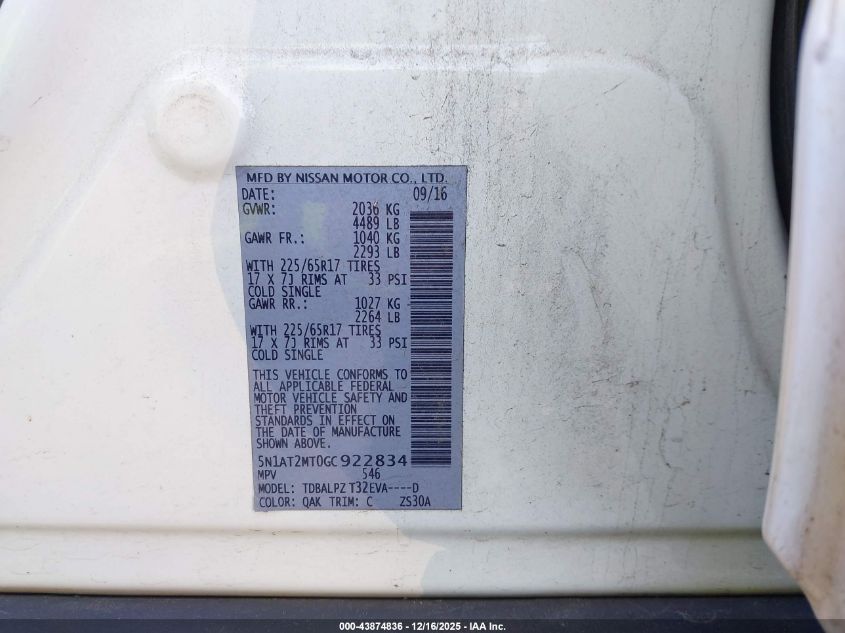 MFD BY NISSAN MOTOR CO., LTD.
DATE: 09/16
GVWR: 2036 KG
4489 LB
GAWR FR.: 1040 KG
2293 LB
WITH 225/65R17 TIRES
17 X 7J RIMS AT 33 PSI
COLD SINGLE
GAWR RR.: 1027 KG
2264 LB
WITH 225/65R17 TIRES
17 X 7J RIMS AT 33 PSI
COLD SINGLE
THIS VEHICLE CONFORMS TO
ALL APPLICABLE FEDERAL
MOTOR VEHICLE SAFETY AND
THEFT PREVENTION
STANDARDS IN EFFECT ON
THE DATE OF MANUFACTURE
SHOWN ABOVE.
5N1AT2MT0GC922834
MPV 546
MODEL: TDBALPZ T32EVA----D
COLOR: QAK TRIM: C ZS30A
000-43874836 - 12/16/2025 - IAA Inc.